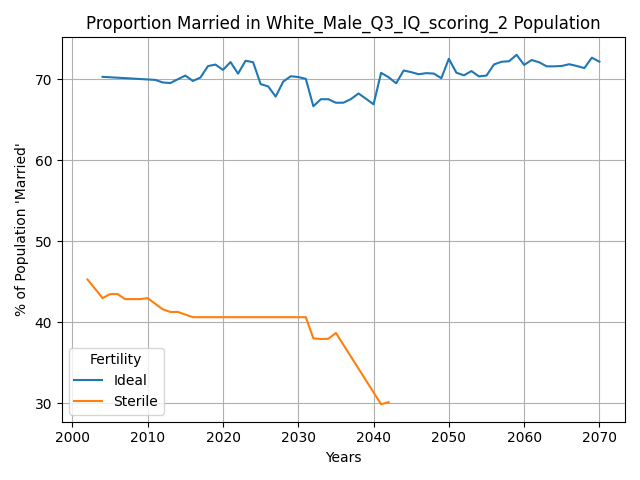 Proportion Married in White_Male_Q3_IQ_scoring_2 Population
% of Population 'Married'
70
60
50
40
30
Fertility
Ideal
Sterile
2000 2010 2020 2030 2040 2050 2060 2070
Years